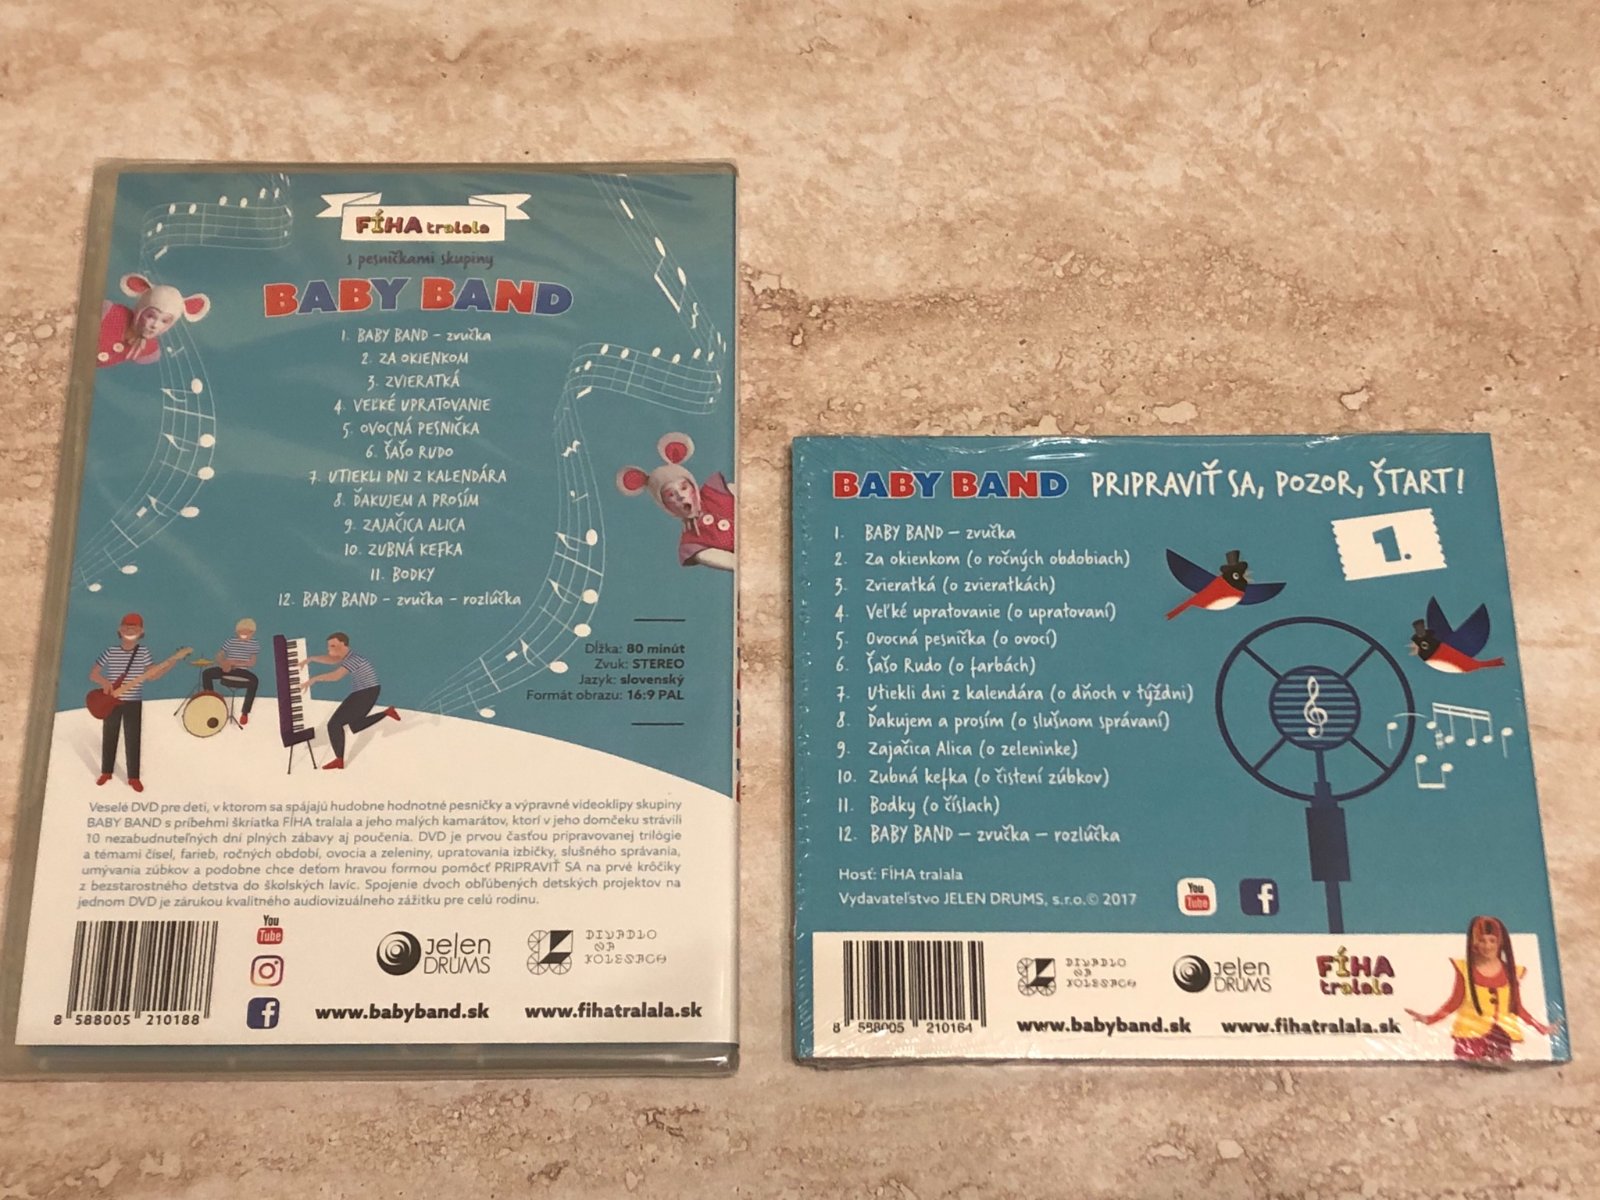 FÍHA tralala
s pesničkami skupiny
BABY BAND
1. BABY BAND – zvučka
2. ZA OKIENKOM
3. ZVIERATKÁ
4. VEĽKÉ UPRATOVANIE
5. OVOCNÁ PESNIČKA
6. ŠAŠO RUDO
7. UTIEKLI DNI Z KALENDÁRA
8. ĎAKUJEM A PROSÍM
9. ZAJAČICA ALICA
10. ZUBNÁ KEFKA
11. BODKY
12. BABY BAND – zvučka – rozlúčka
Dĺžka: 80 minút
Zvuk: STEREO
Jazyk: slovenský
Formát obrazu: 16:9 PAL
Veselé DVD pre deti, v ktorom sa spájajú hudobne hodnotné pesničky a výpravné videoklipy skupiny
BABY BAND s príbehmi škriatka FÍHA tralala a jeho malých kamarátov, ktorí v jeho domčeku strávili
10 nezabudnuteľných dní plných zábavy aj poučenia. DVD je prvou časťou pripravovanej trilógie
a témami čísel, farieb, ročných období, ovocia a zeleniny, upratovania izbičky, slušného správania,
umývania zúbkov a podobne chce deťom hravou formou pomôcť PRIPRAVIŤ SA na prvé krôčiky
z bezstarostného detstva do školských lavíc. Spojenie dvoch obľúbených detských projektov na
jednom DVD je zárukou kvalitného audiovizuálneho zážitku pre celú rodinu.
8 588005 210188
You Tube
Jelen DRUMS
DIVADLO NA KOLESÁCH
www.babyband.sk
www.fihatralala.sk
BABY BAND PRIPRAVIŤ SA, POZOR, ŠTART!
1.
1. BABY BAND – zvučka
2. Za okienkom (o ročných obdobiach)
3. Zvieratká (o zvieratkách)
4. Veľké upratovanie (o upratovaní)
5. Ovocná pesnička (o ovocí)
6. Šašo Rudo (o farbách)
7. Utiekli dni z kalendára (o dňoch v týždni)
8. Ďakujem a prosím (o slušnom správaní)
9. Zajačica Alica (o zeleninke)
10. Zubná kefka (o čistení zúbkov)
11. Bodky (o číslach)
12. BABY BAND – zvučka – rozlúčka
Hosť: FÍHA tralala
Vydavateľstvo JELEN DRUMS, s.r.o.© 2017
You Tube
8 588005 210164
DIVADLO NA KOLESÁCH
Jelen DRUMS
FÍHA tralala
www.babyband.sk
www.fihatralala.sk